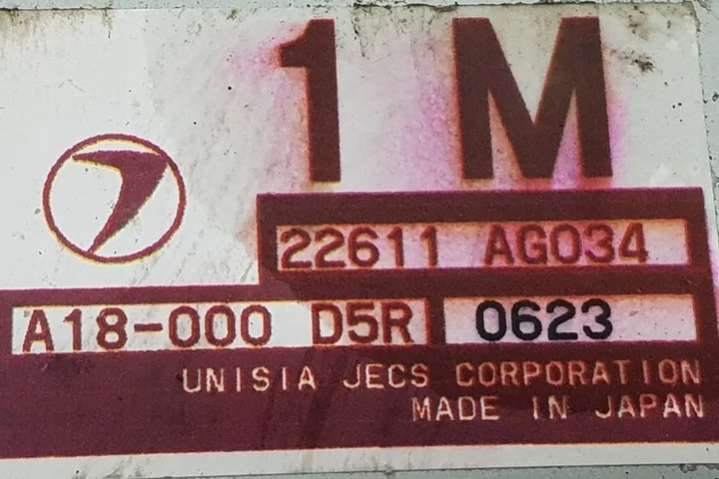 1 M
22611 AG034
A18-000 D5R 0623
UNISIA JECS CORPORATION
MADE IN JAPAN